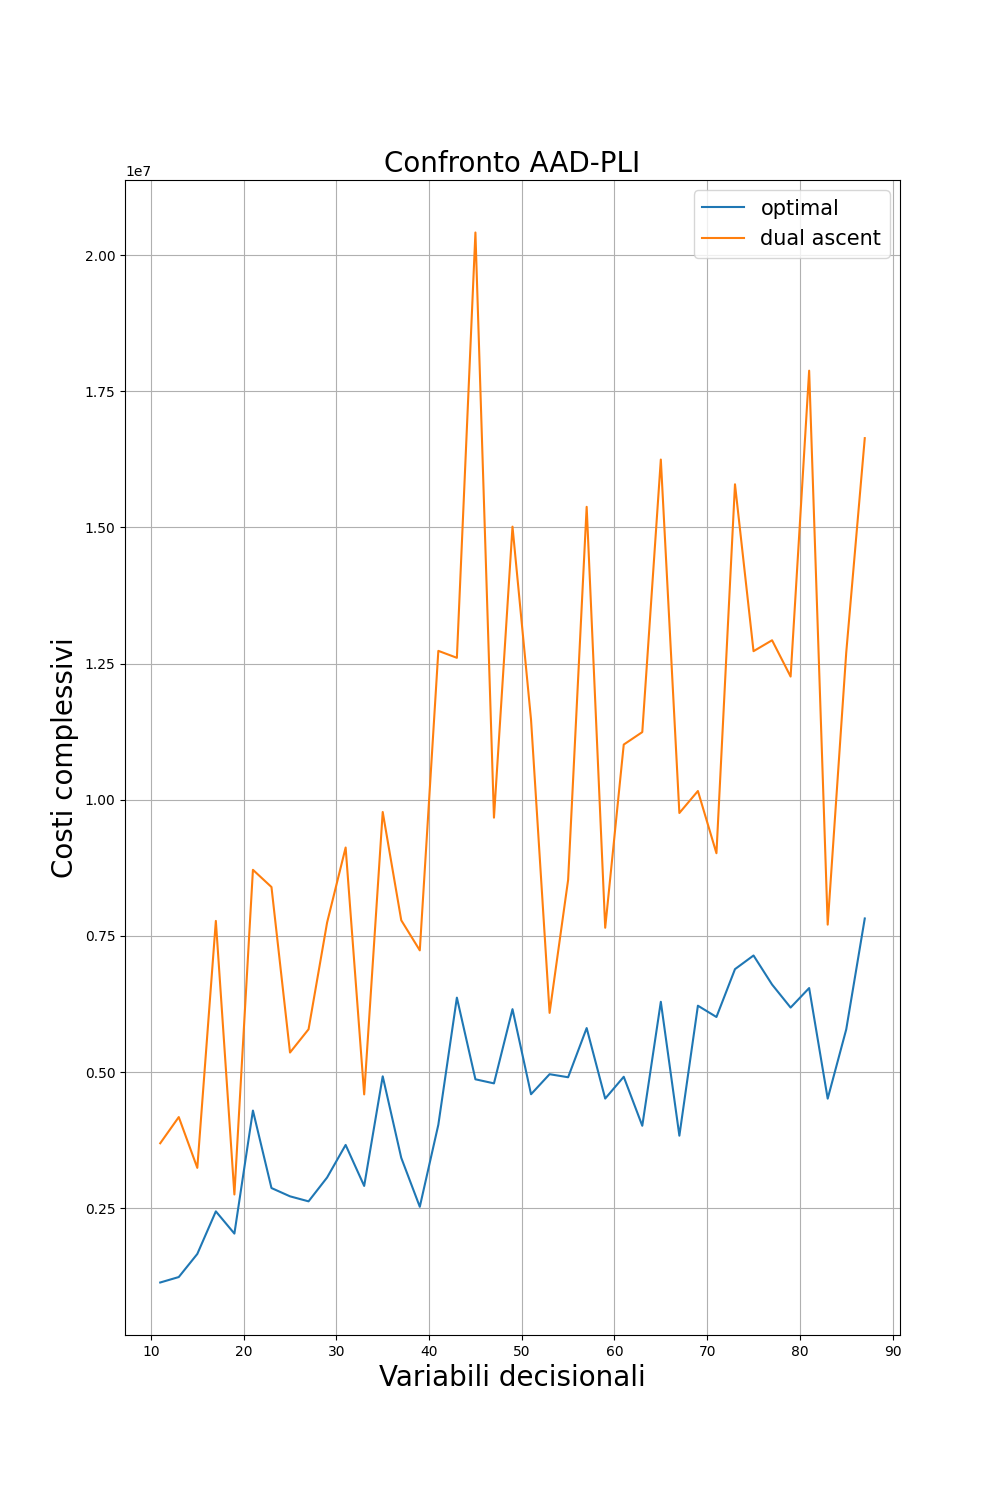 Confronto AAD-PLI
1e7
optimal
dual ascent
2.00
1.75
1.50
1.25
1.00
0.75
0.50
0.25
Costi complessivi
10 20 30 40 50 60 70 80 90
Variabili decisionali